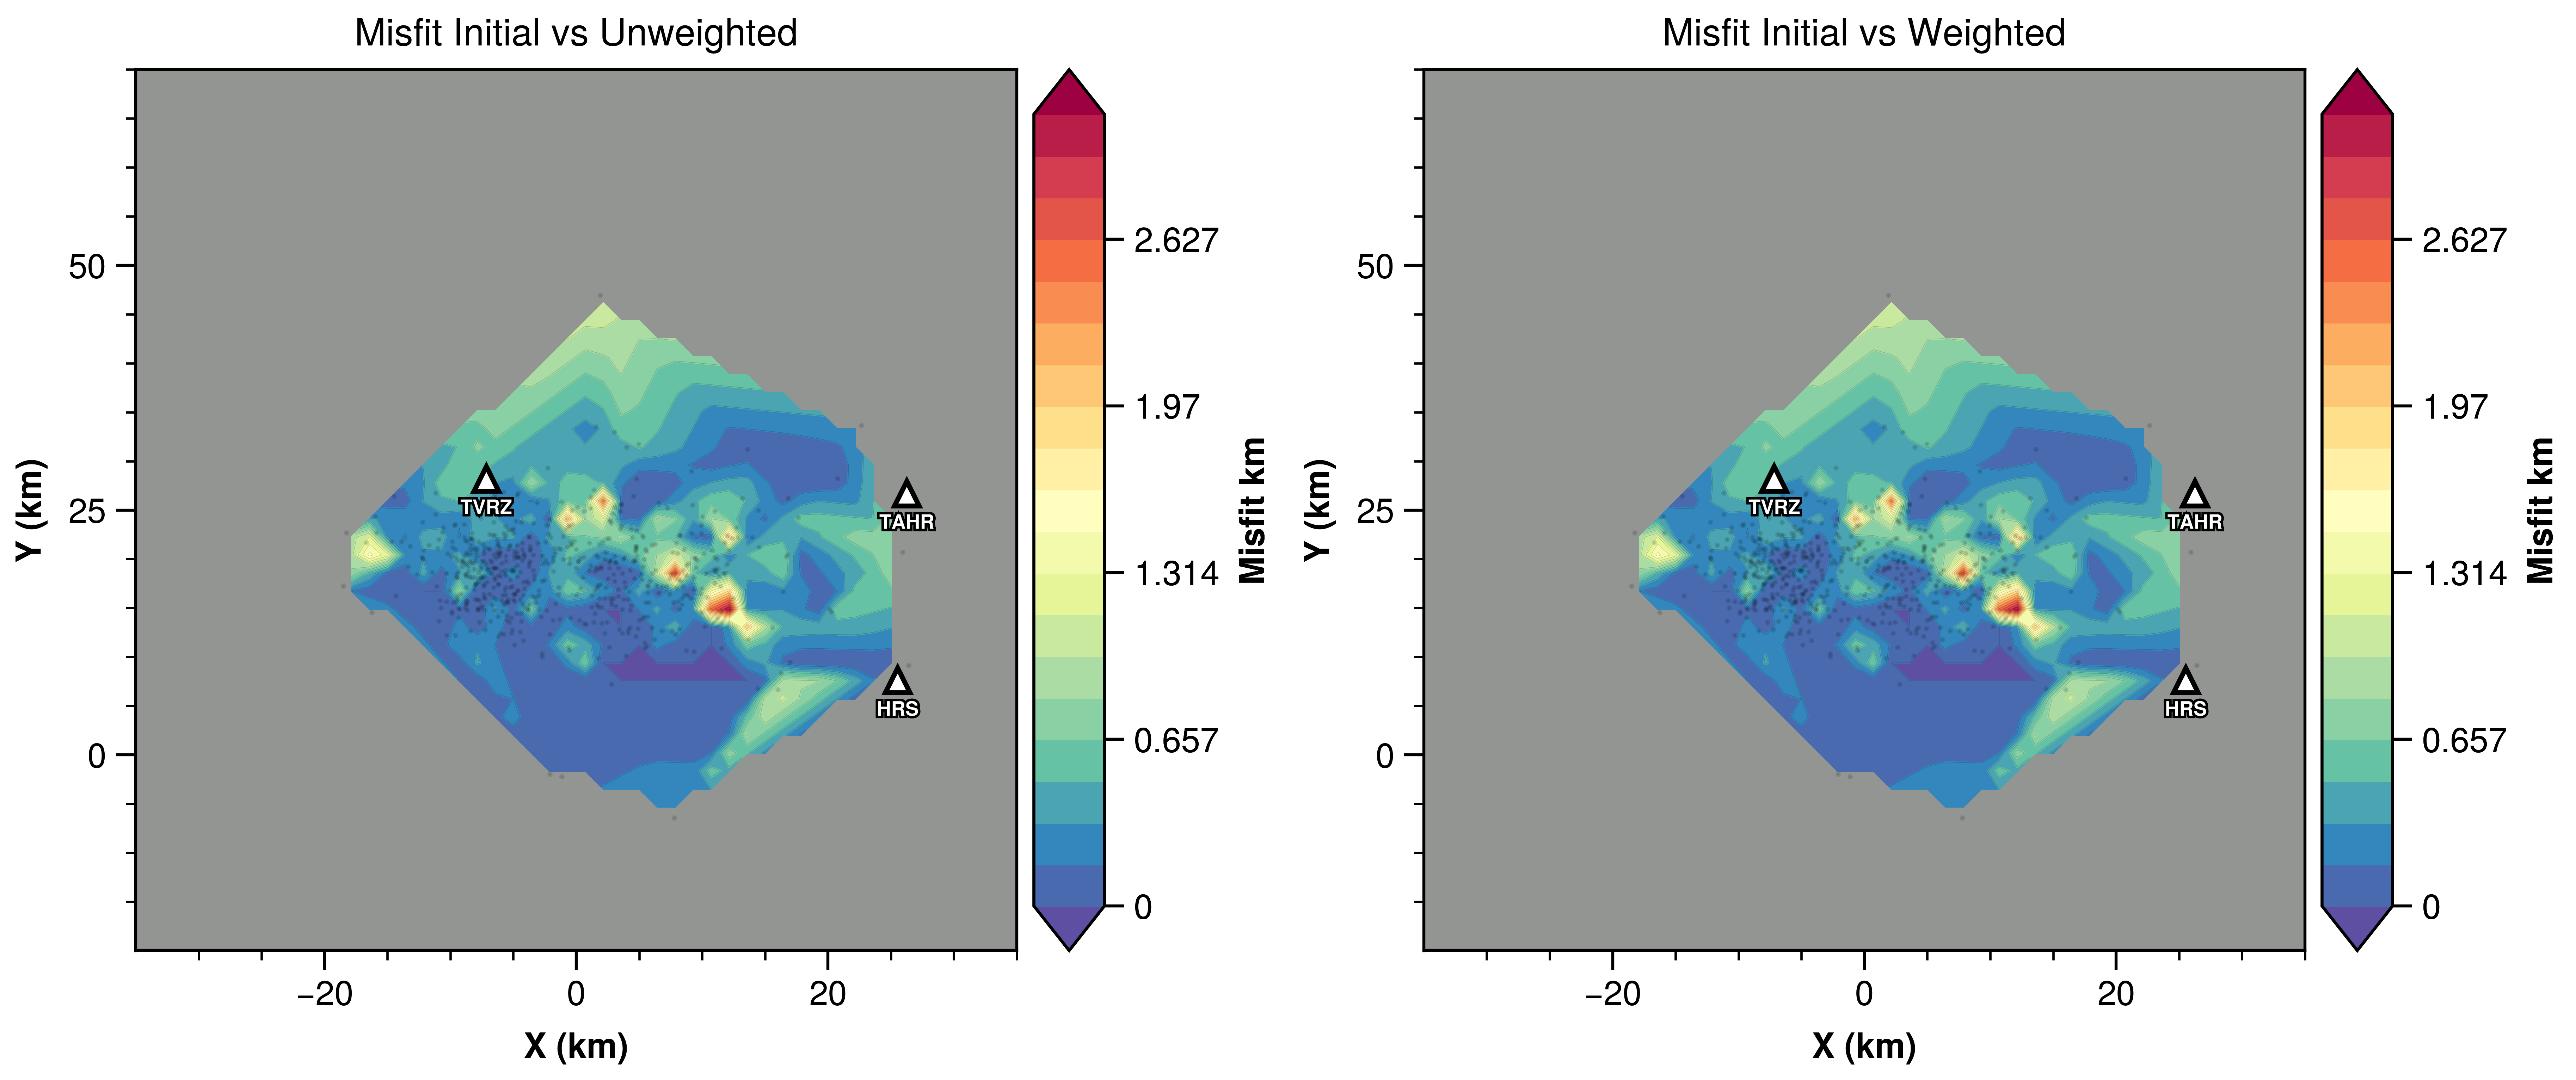 Misfit Initial vs Unweighted
50
25
0
Y (km)
−20
0
20
X (km)
TVRZ
TAHR
HRS
2.627
1.97
1.314
0.657
0
Misfit km
Misfit Initial vs Weighted
50
25
0
Y (km)
−20
0
20
X (km)
TVRZ
TAHR
HRS
2.627
1.97
1.314
0.657
0
Misfit km